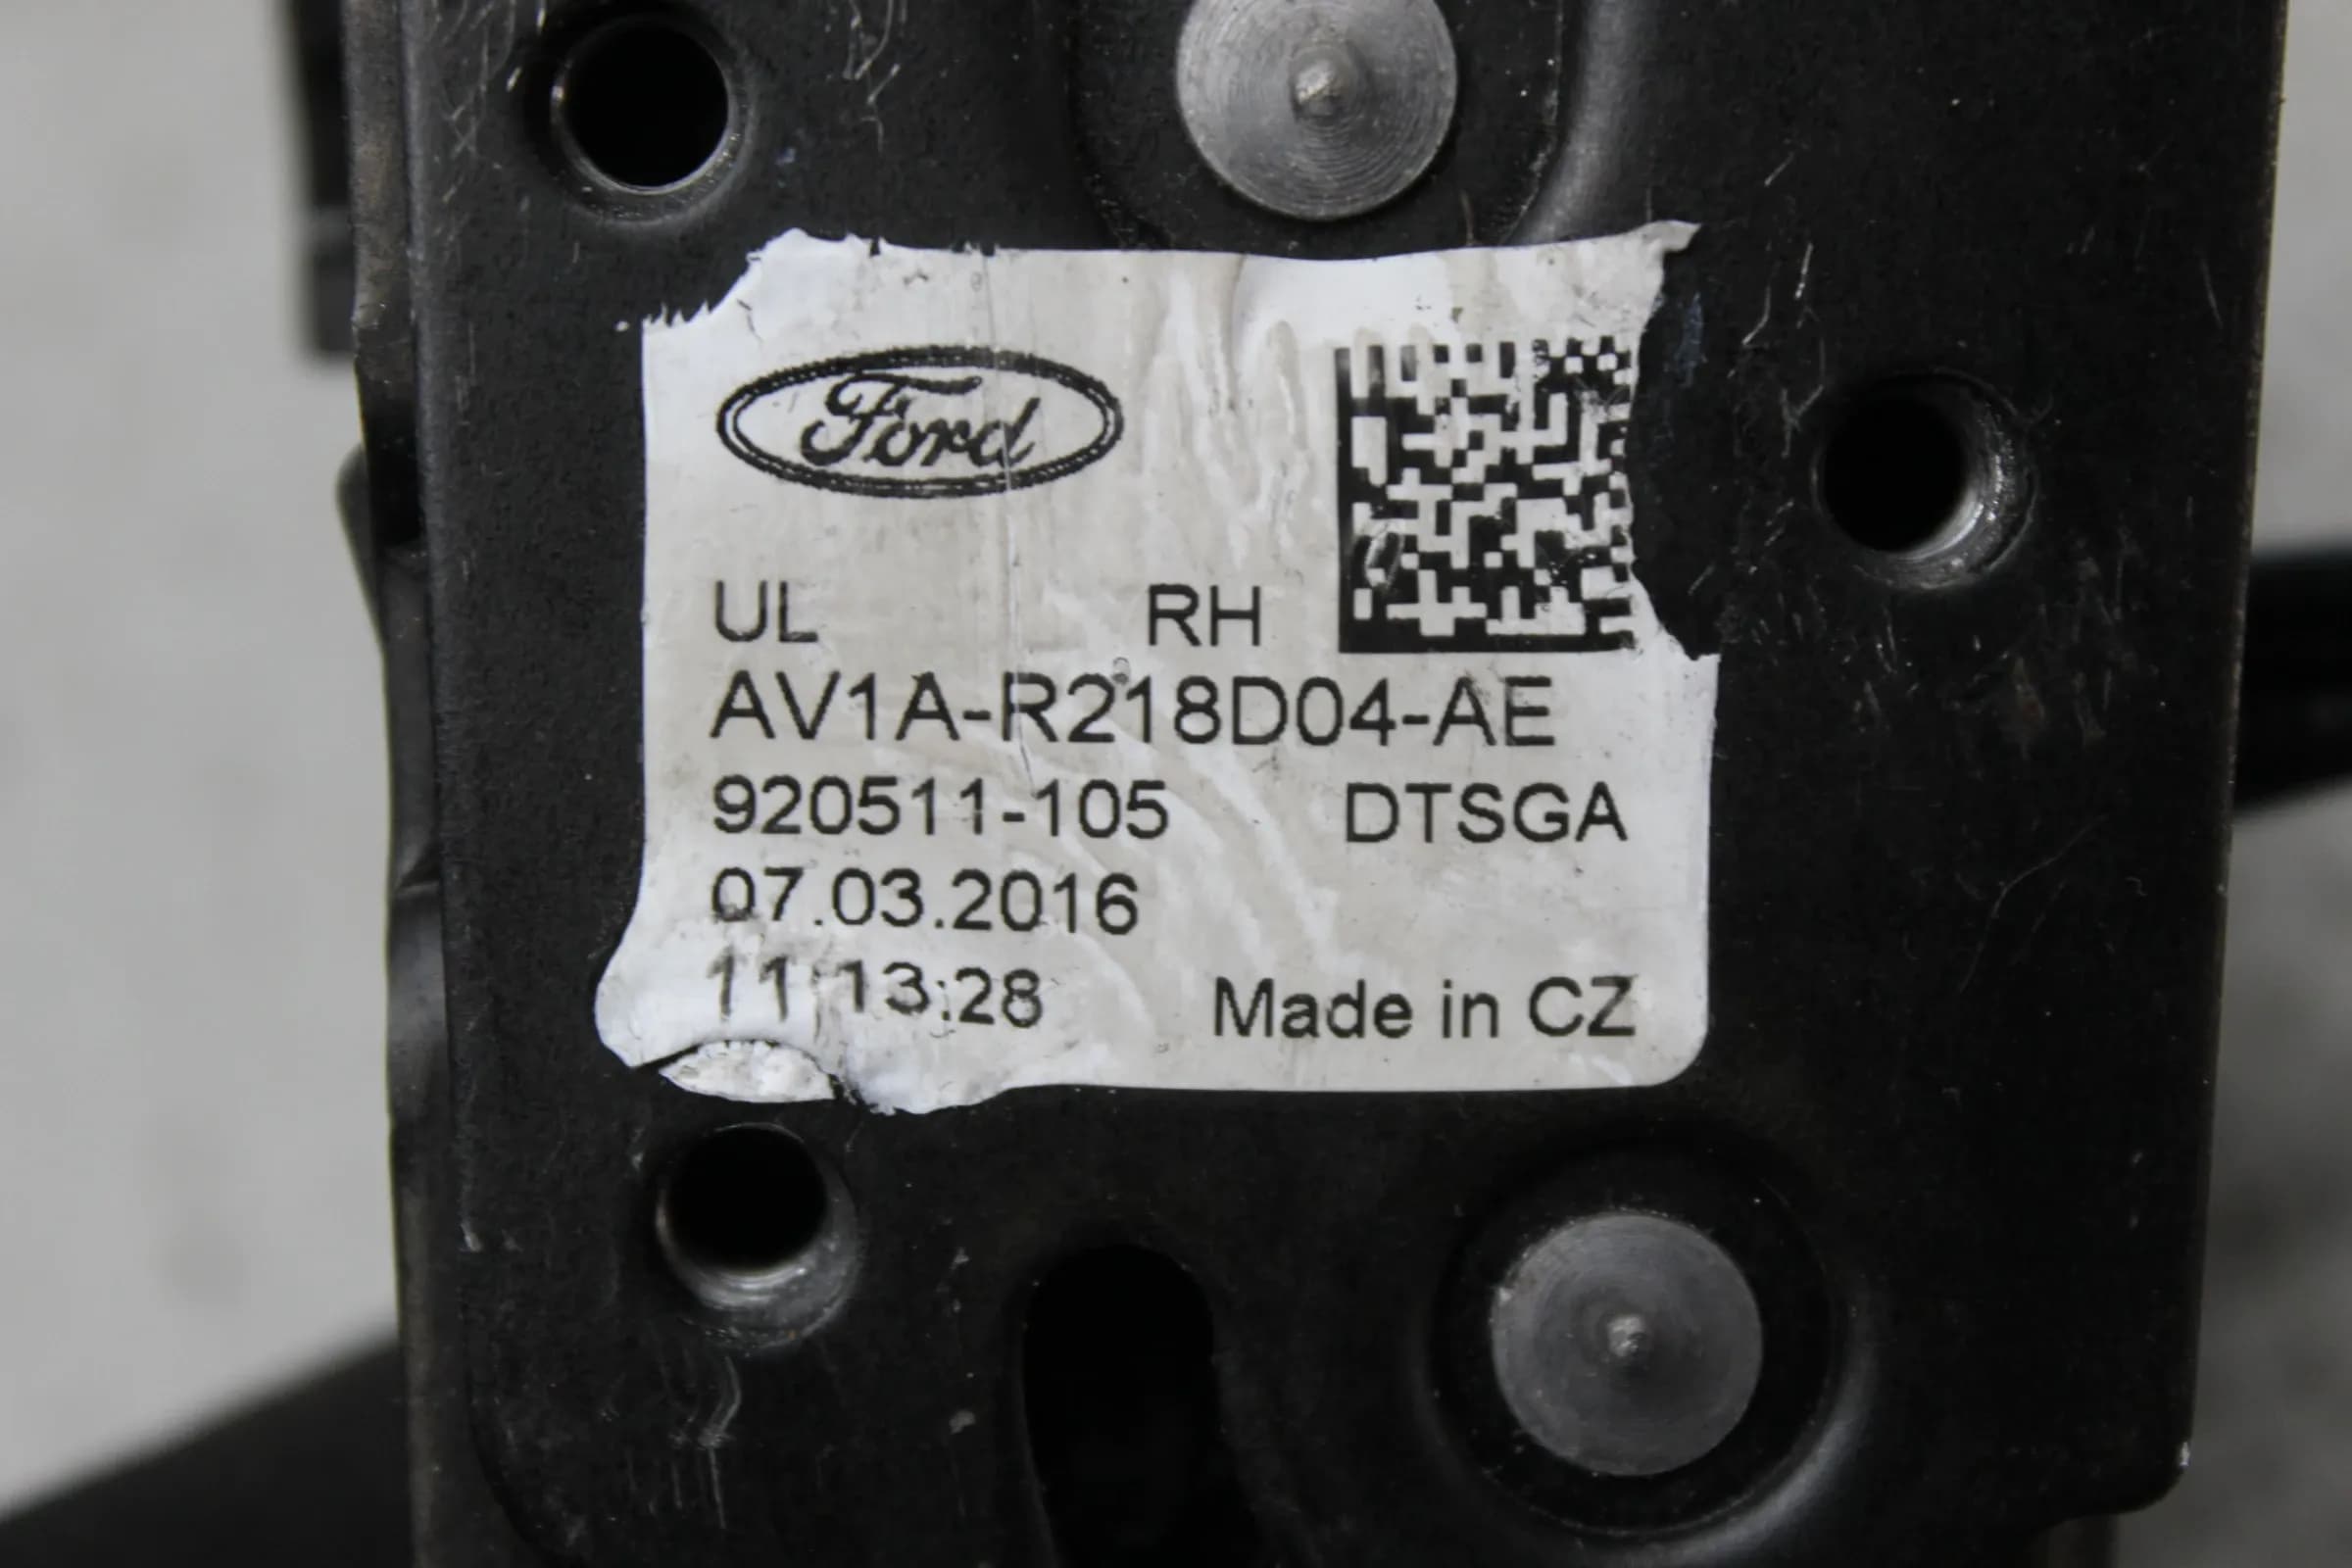 Ford
UL RH
AV1A-R218D04-AE
920511-105 DTSGA
07.03.2016
11:13:28 Made in CZ